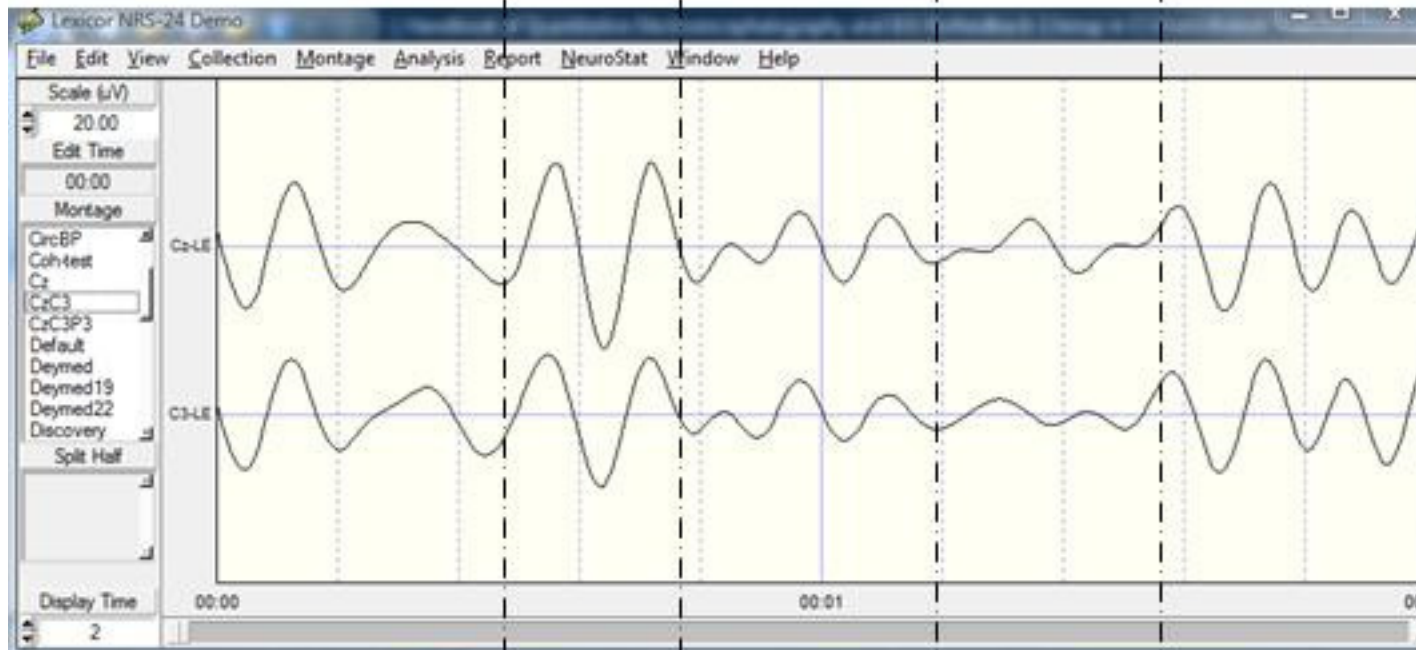 Lexicor NRS-24 Demo
File Edit View Collection Montage Analysis Report NeuroStat Window Help
Scale (µV)
20.00
Edit Time
00:00
Montage
CircBP
Coh-test
Cz
CzC3
CzC3P3
Default
Deymed
Deymed19
Deymed22
Discovery
Split Half
Display Time
2
Cz-LE
C3-LE
00:00 00:01